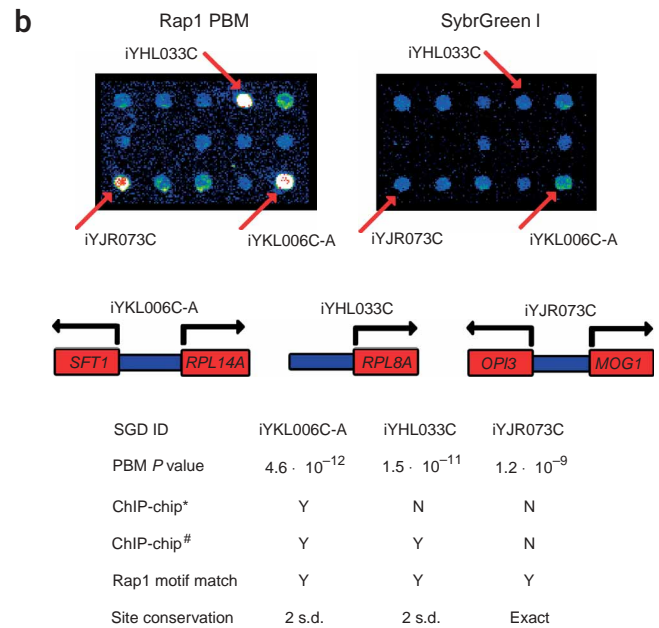 b
Rap1 PBM SybrGreen I
iYHL033C iYHL033C
iYJR073C iYKL006C-A iYJR073C iYKL006C-A
iYKL006C-A iYHL033C iYJR073C
SFT1 RPL14A RPL8A OPI3 MOG1
SGD ID iYKL006C-A iYHL033C iYJR073C
PBM P value 4.6 · 10⁻¹² 1.5 · 10⁻¹¹ 1.2 · 10⁻⁹
ChIP-chip* Y N N
ChIP-chip# Y Y N
Rap1 motif match Y Y Y
Site conservation 2 s.d. 2 s.d. Exact